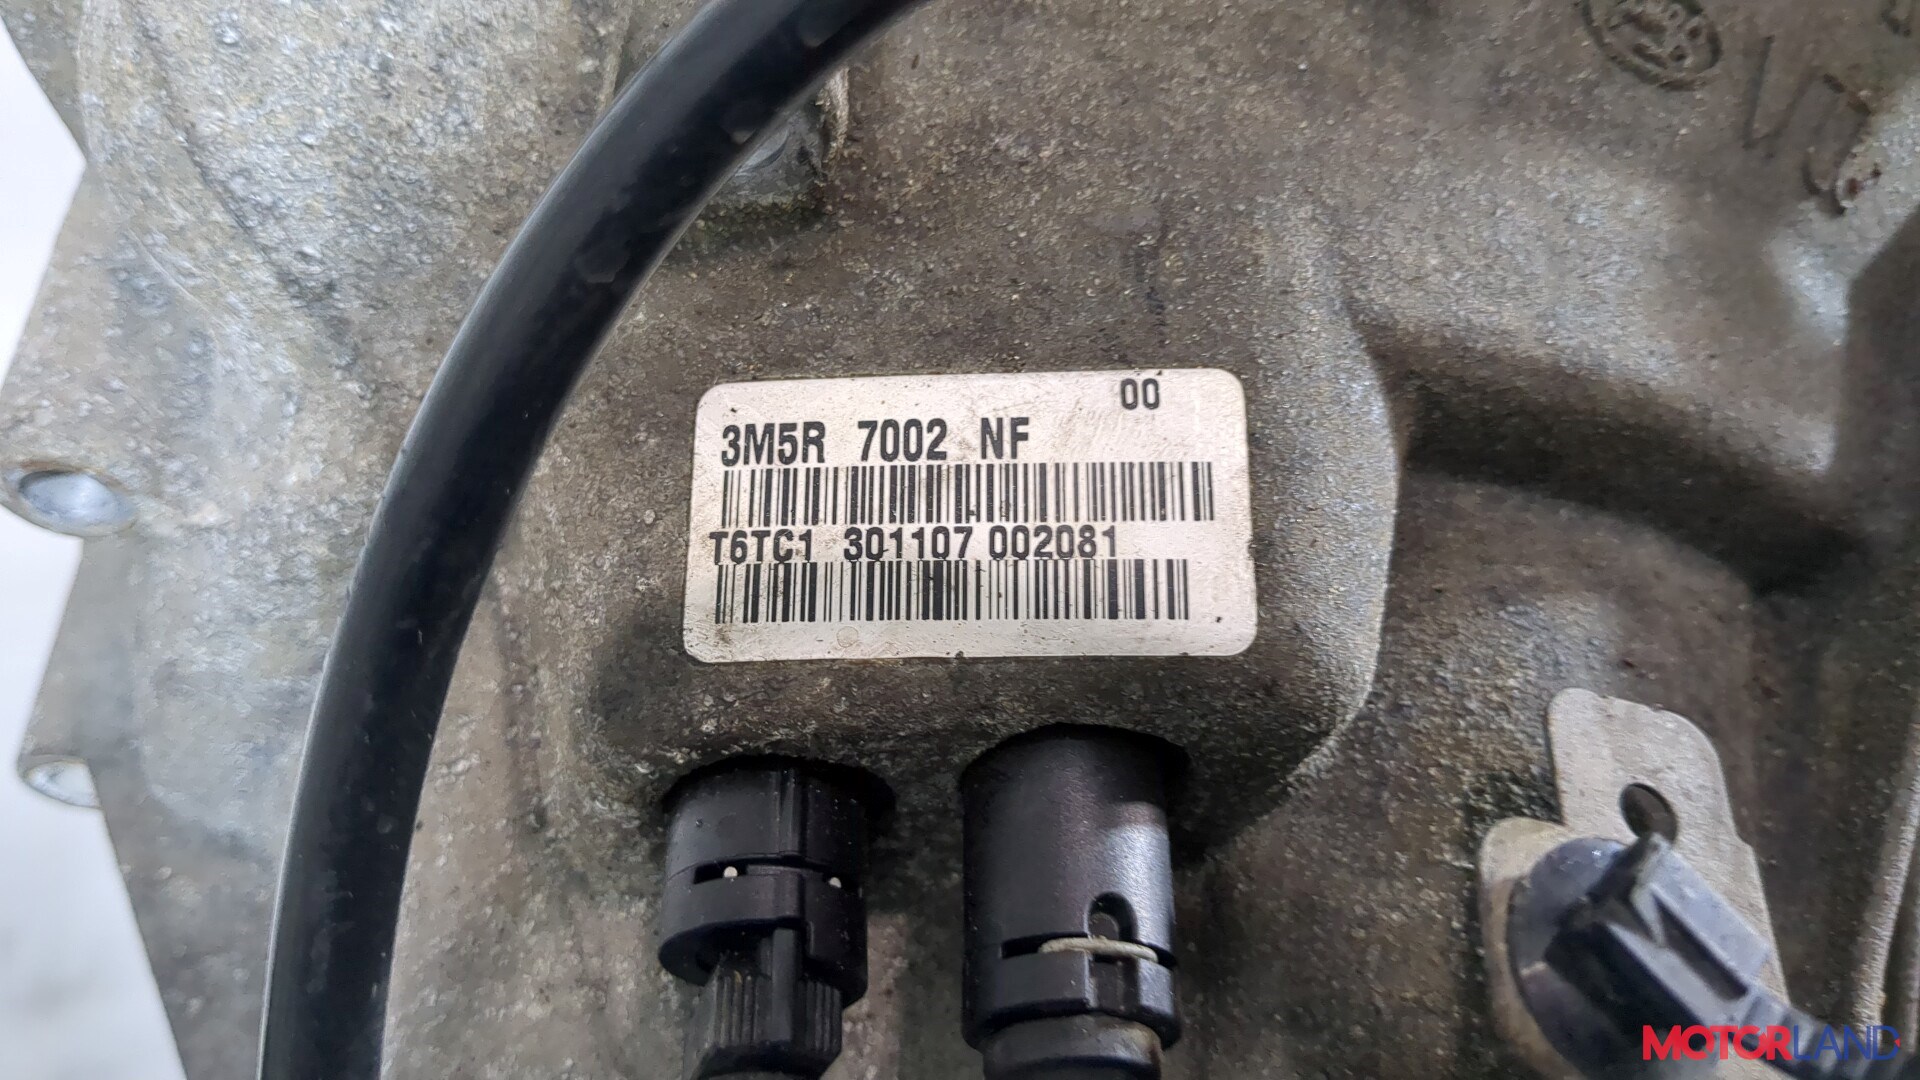 00
3M5R 7002 NF
T6TC1 301107 002081
MOTORLAND